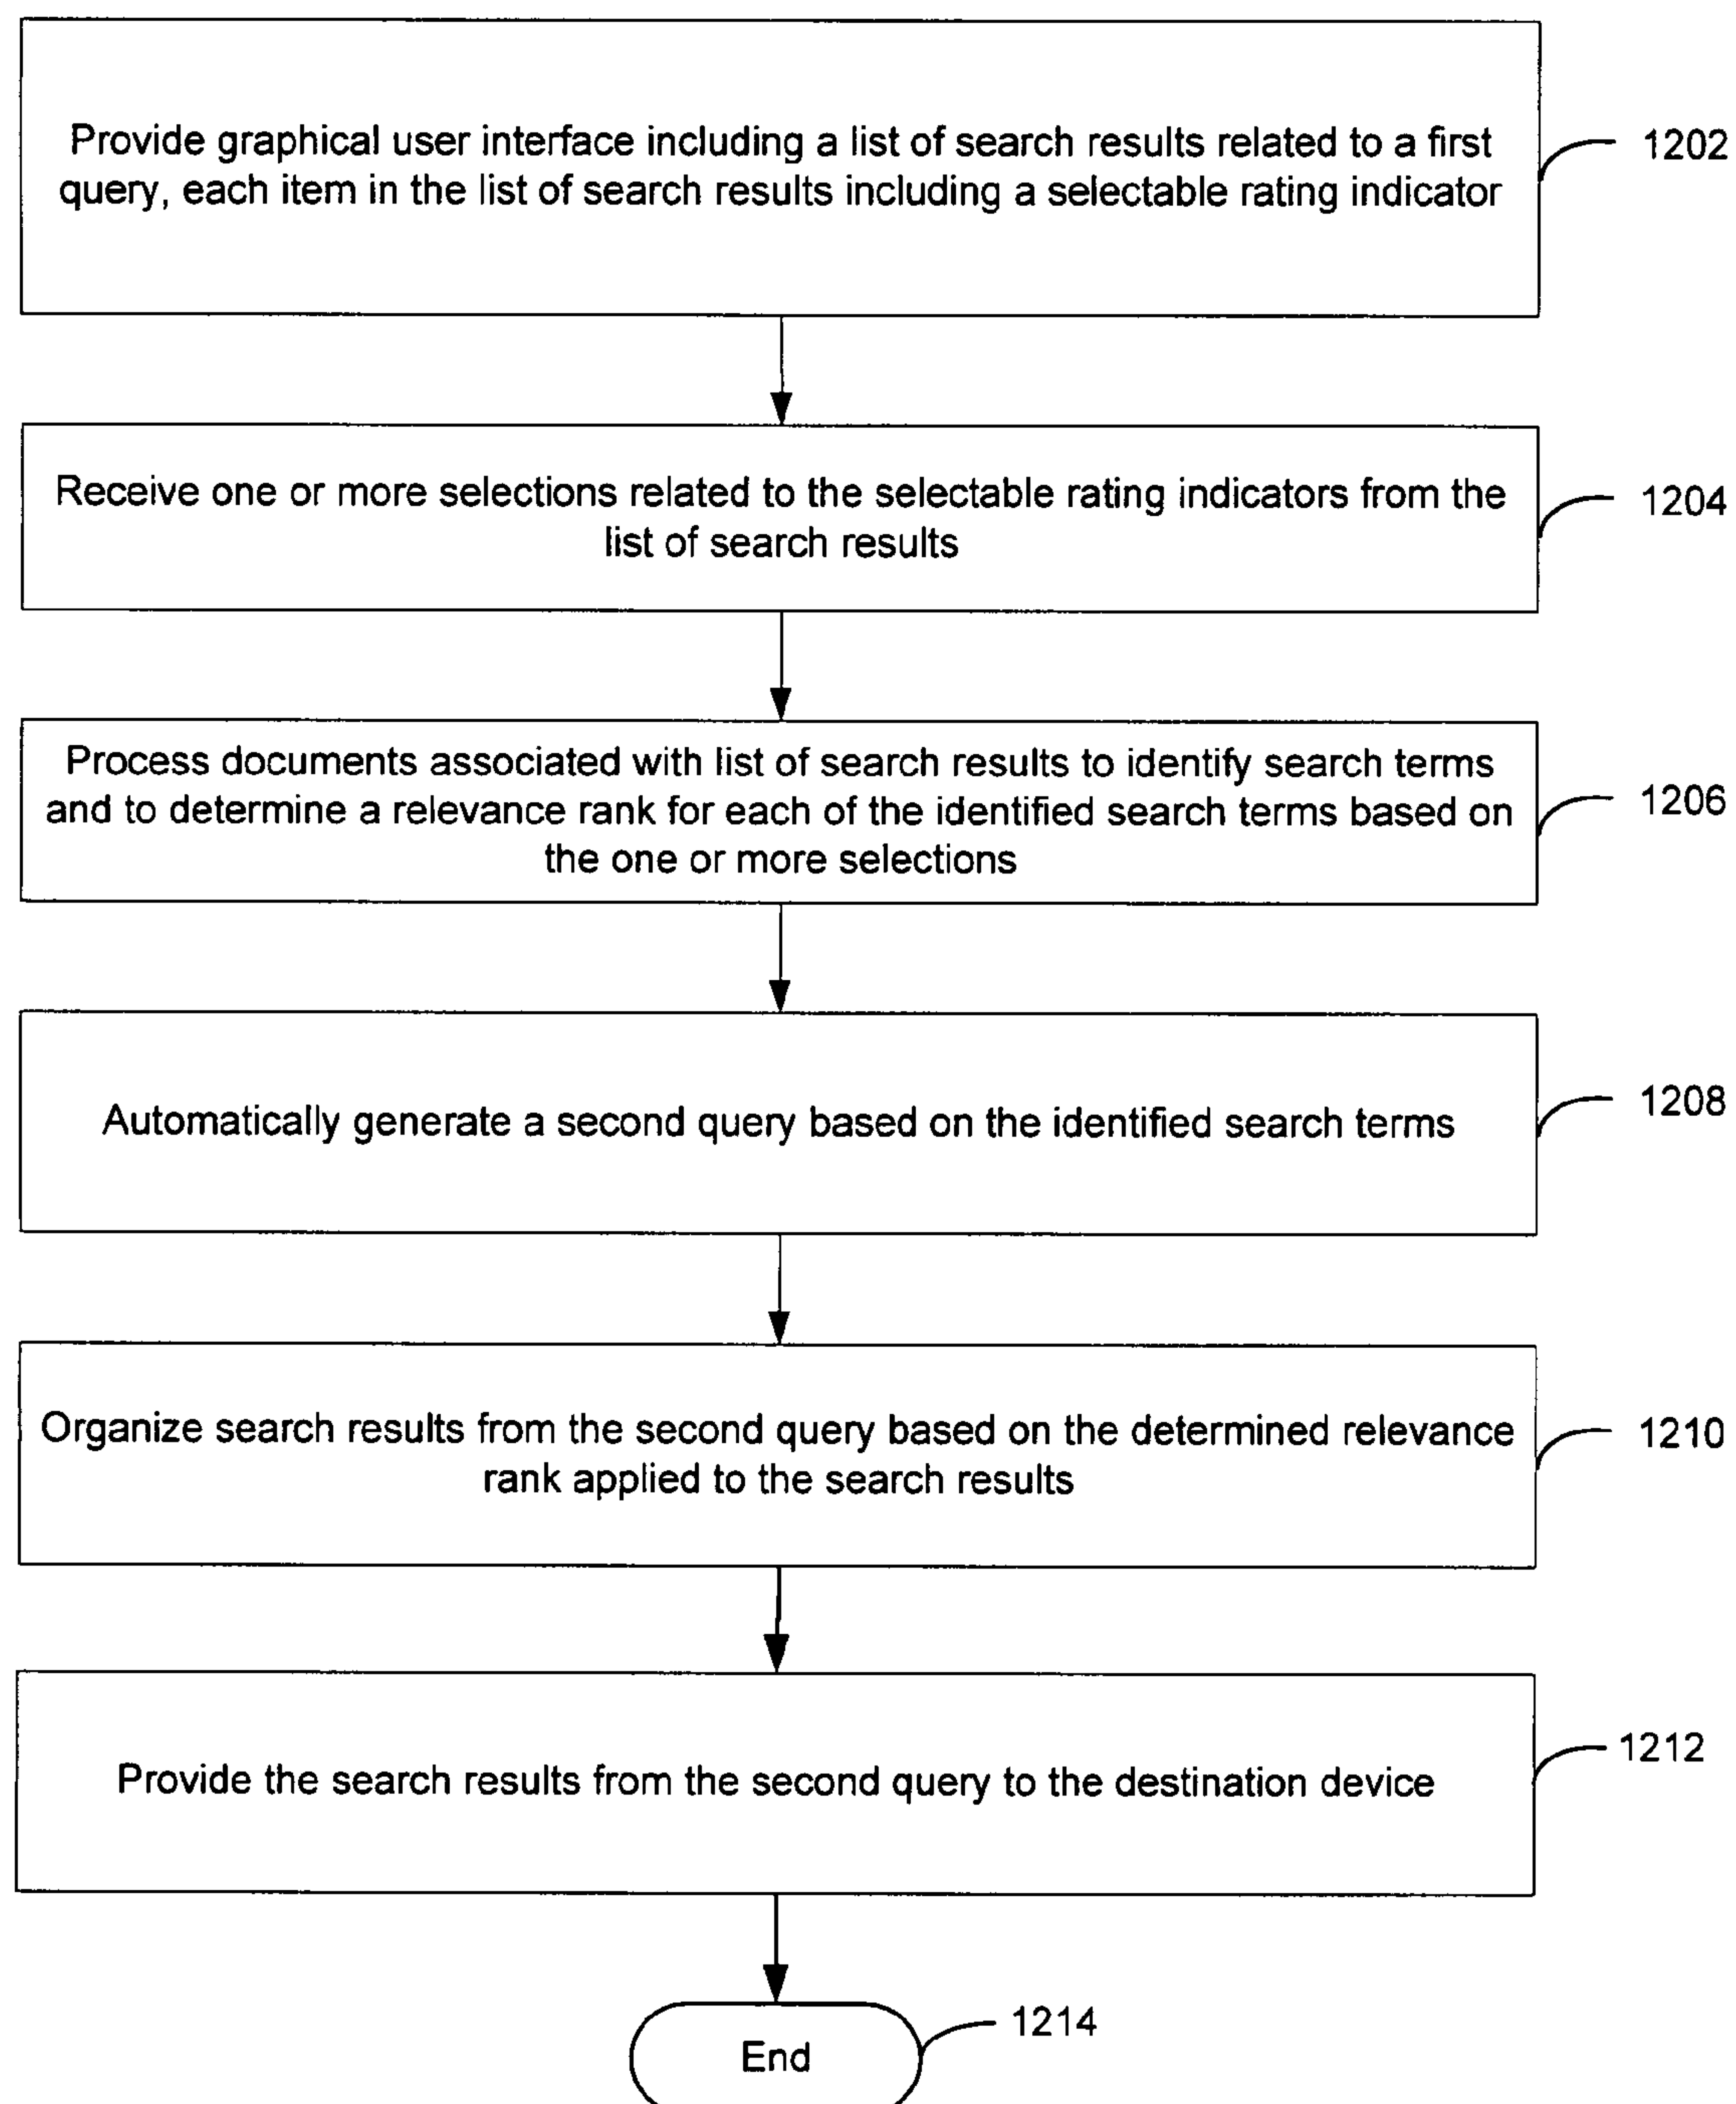 Provide graphical user interface including a list of search results related to a first
query, each item in the list of search results including a selectable rating indicator
1202
Receive one or more selections related to the selectable rating indicators from the
list of search results
1204
Process documents associated with list of search results to identify search terms
and to determine a relevance rank for each of the identified search terms based on
the one or more selections
1206
Automatically generate a second query based on the identified search terms
1208
Organize search results from the second query based on the determined relevance
rank applied to the search results
1210
Provide the search results from the second query to the destination device
1212
End
1214